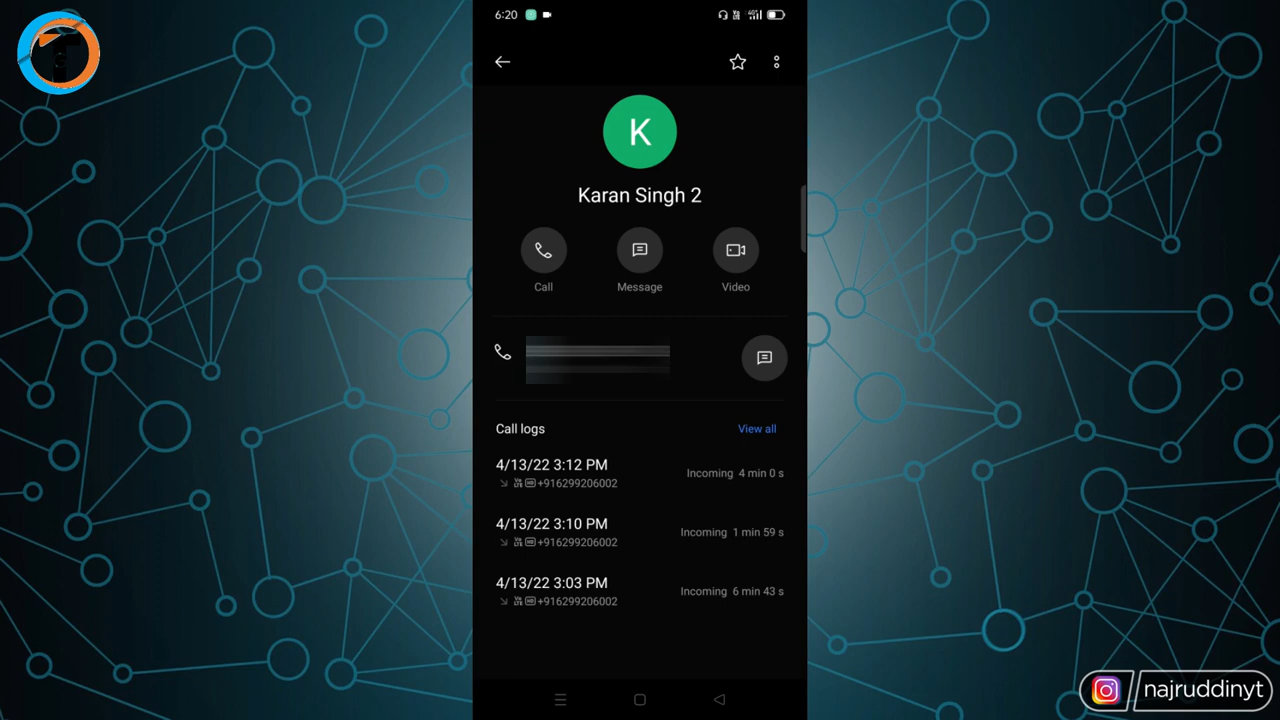 6:20
K
Karan Singh 2
Call Message Video
Call logs View all
4/13/22 3:12 PM
Incoming 4 min 0 s
+916299206002
4/13/22 3:10 PM
Incoming 1 min 59 s
+916299206002
4/13/22 3:03 PM
Incoming 6 min 43 s
+916299206002
najruddinyt